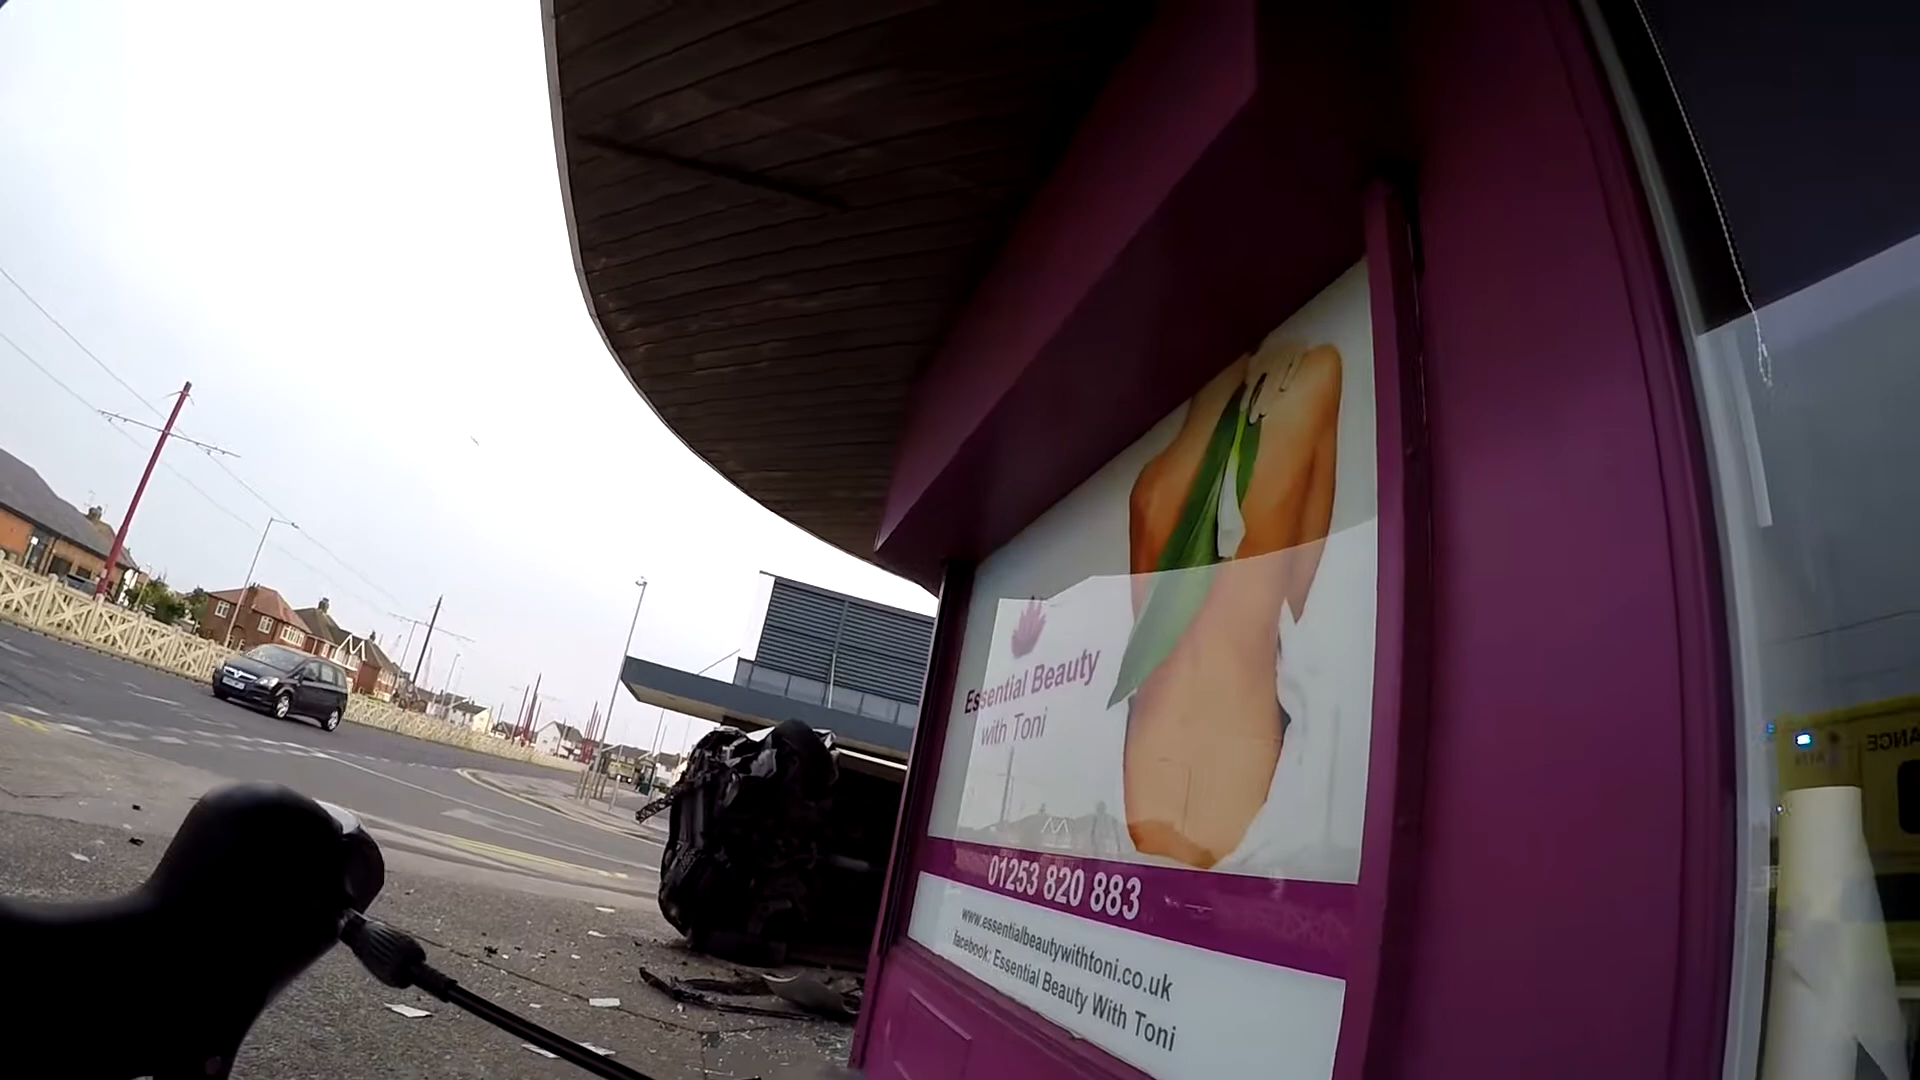 Essential Beauty
with Toni
01253 820 883
www.essentialbeautywithtoni.co.uk
facebook: Essential Beauty With Toni